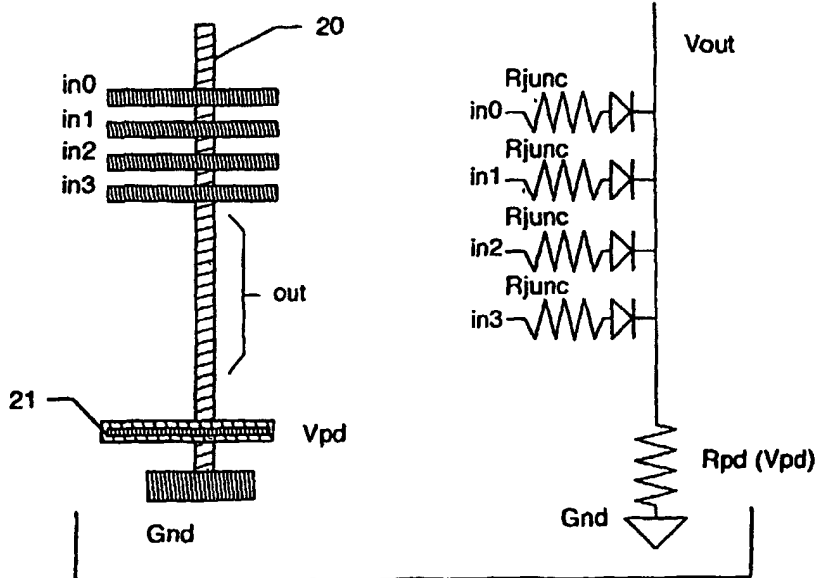 20
in0
in1
in2
in3
out
21
Vpd
Gnd
Vout
Rjunc
in0
Rjunc
in1
Rjunc
in2
Rjunc
in3
Rpd (Vpd)
Gnd